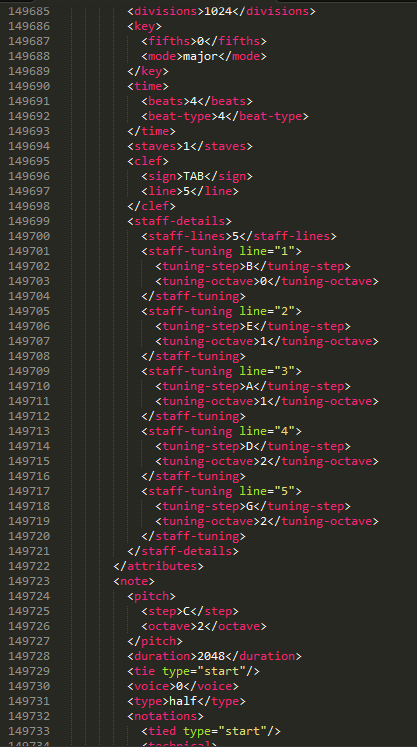 149685 <divisions>1024</divisions>
149686 <key>
149687 <fifths>0</fifths>
149688 <mode>major</mode>
149689 </key>
149690 <time>
149691 <beats>4</beats>
149692 <beat-type>4</beat-type>
149693 </time>
149694 <staves>1</staves>
149695 <clef>
149696 <sign>TAB</sign>
149697 <line>5</line>
149698 </clef>
149699 <staff-details>
149700 <staff-lines>5</staff-lines>
149701 <staff-tuning line="1">
149702 <tuning-step>B</tuning-step>
149703 <tuning-octave>0</tuning-octave>
149704 </staff-tuning>
149705 <staff-tuning line="2">
149706 <tuning-step>E</tuning-step>
149707 <tuning-octave>1</tuning-octave>
149708 </staff-tuning>
149709 <staff-tuning line="3">
149710 <tuning-step>A</tuning-step>
149711 <tuning-octave>1</tuning-octave>
149712 </staff-tuning>
149713 <staff-tuning line="4">
149714 <tuning-step>D</tuning-step>
149715 <tuning-octave>2</tuning-octave>
149716 </staff-tuning>
149717 <staff-tuning line="5">
149718 <tuning-step>G</tuning-step>
149719 <tuning-octave>2</tuning-octave>
149720 </staff-tuning>
149721 </staff-details>
149722 </attributes>
149723 <note>
149724 <pitch>
149725 <step>C</step>
149726 <octave>2</octave>
149727 </pitch>
149728 <duration>2048</duration>
149729 <tie type="start"/>
149730 <voice>0</voice>
149731 <type>half</type>
149732 <notations>
149733 <tied type="start"/>
149734 <technical>